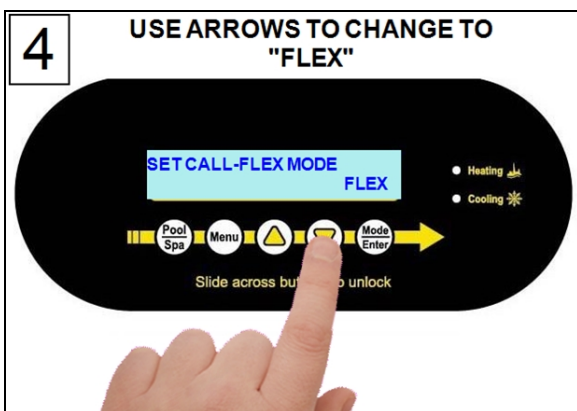 4
USE ARROWS TO CHANGE TO
"FLEX"
SET CALL-FLEX MODE
FLEX
Heating
Cooling
Pool
Spa
Menu
Mode
Enter
Slide across but o unlock